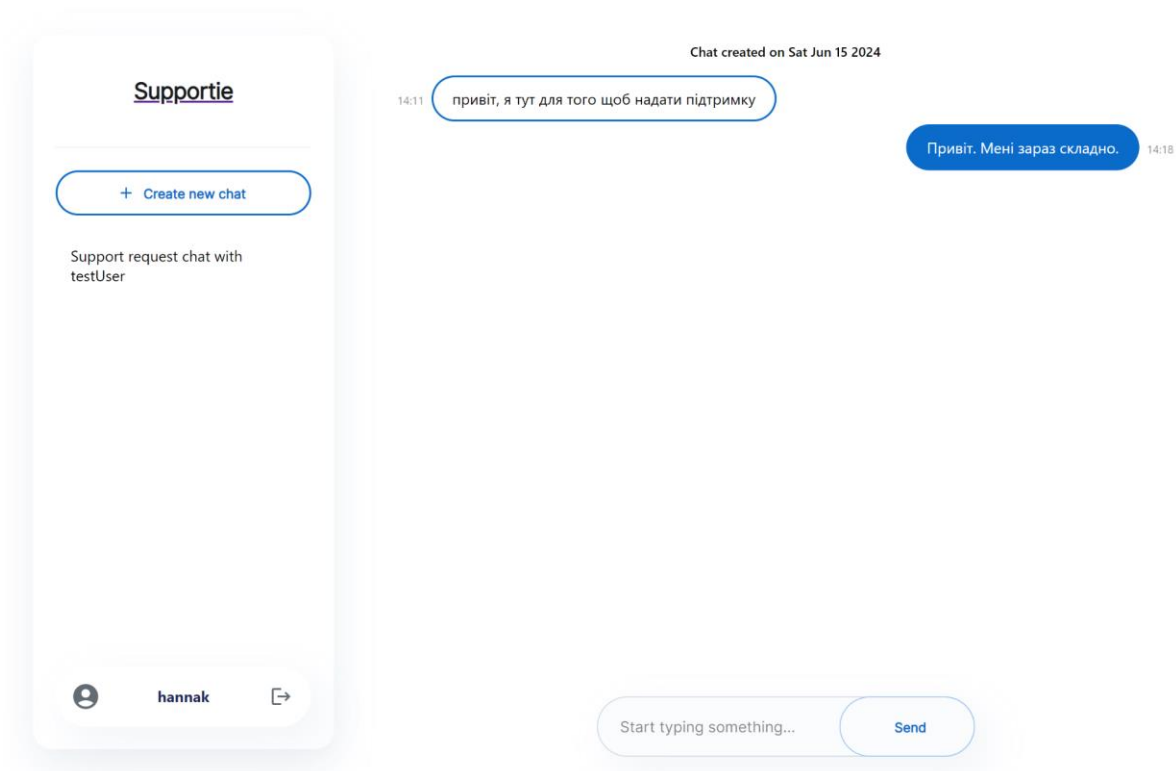 Supportie
+ Create new chat
Support request chat with
testUser
hannak
Chat created on Sat Jun 15 2024
14:11 привіт, я тут для того щоб надати підтримку
Привіт. Мені зараз складно. 14:18
Start typing something... Send